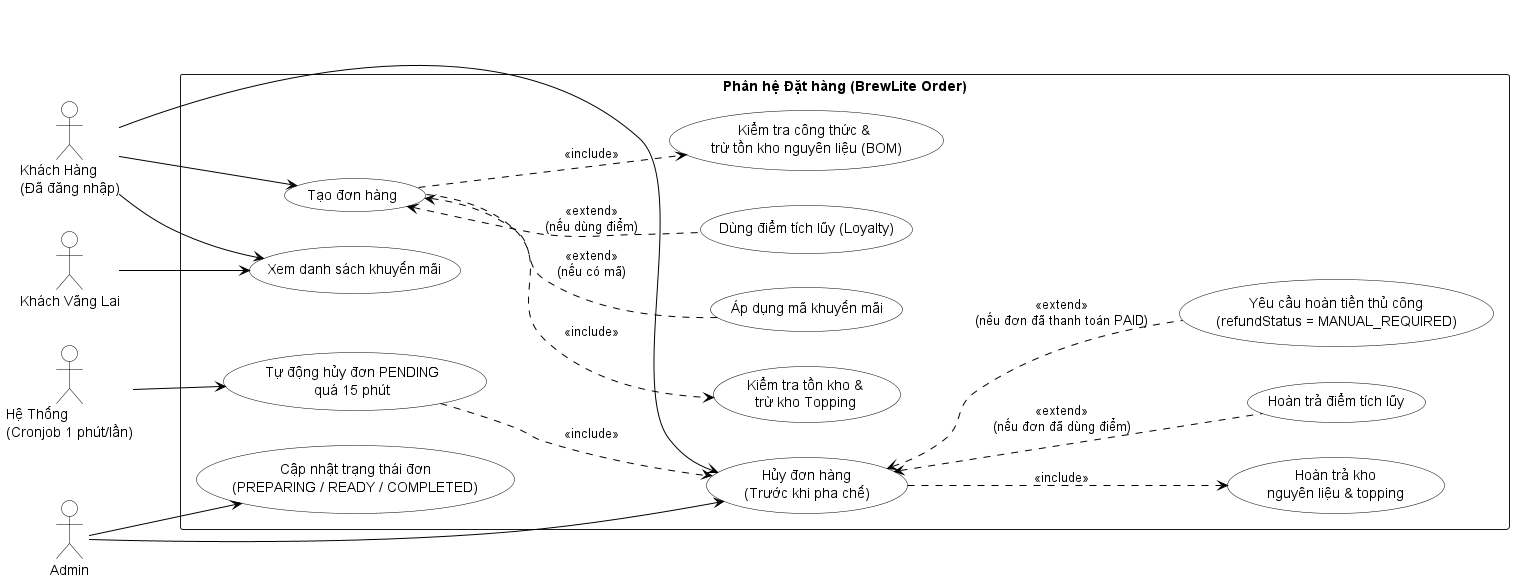 Phân hệ Đặt hàng (BrewLite Order)
Khách Hàng
(Đã đăng nhập)
Khách Vãng Lai
Hệ Thống
(Cronjob 1 phút/lần)
Admin
Tạo đơn hàng
Xem danh sách khuyến mãi
Tự động hủy đơn PENDING
quá 15 phút
Cập nhật trạng thái đơn
(PREPARING / READY / COMPLETED)
«include»
«extend»
(nếu dùng điểm)
«extend»
(nếu có mã)
«include»
«include»
Kiểm tra công thức &
trừ tồn kho nguyên liệu (BOM)
Dùng điểm tích lũy (Loyalty)
Áp dụng mã khuyến mãi
Kiểm tra tồn kho &
trừ kho Topping
Hủy đơn hàng
(Trước khi pha chế)
«extend»
(nếu đơn đã thanh toán PAID)
«extend»
(nếu đơn đã dùng điểm)
«include»
Yêu cầu hoàn tiền thủ công
(refundStatus = MANUAL_REQUIRED)
Hoàn trả điểm tích lũy
Hoàn trả kho
nguyên liệu & topping